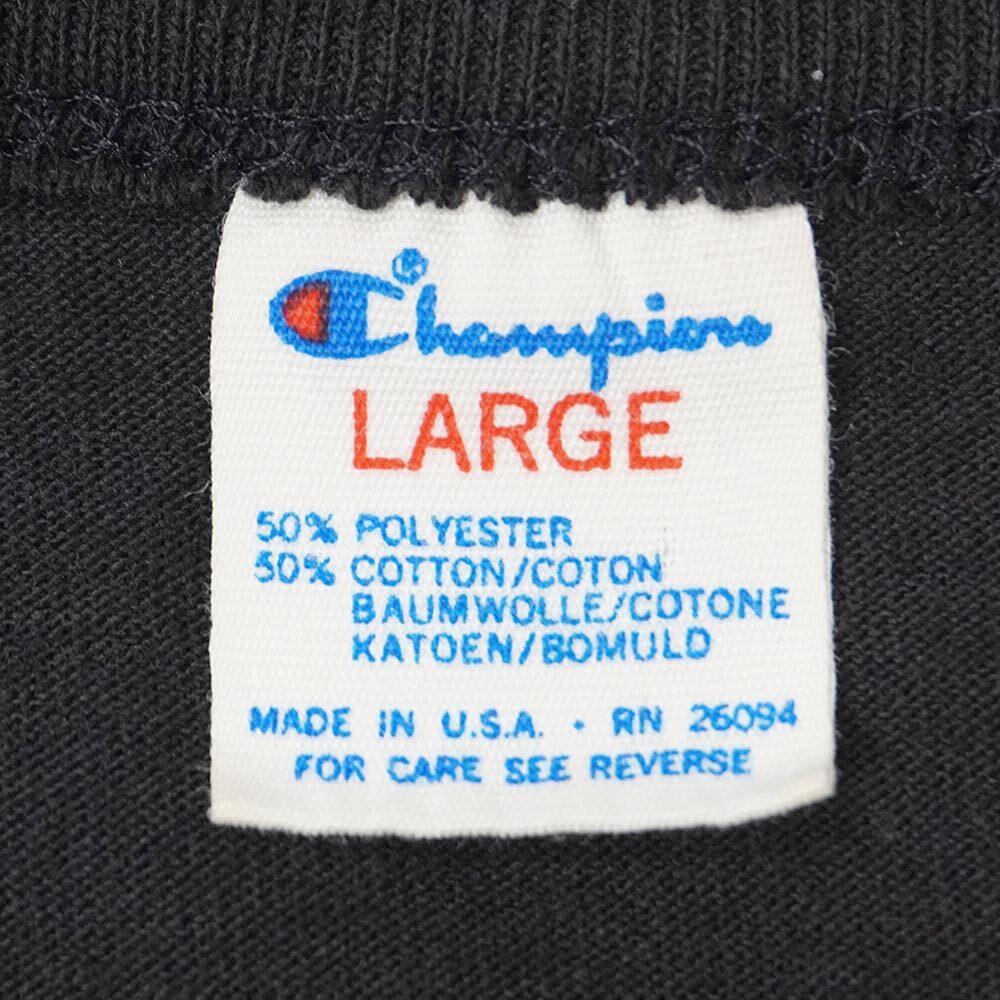 Champion®
LARGE
50% POLYESTER
50% COTTON/COTON
BAUMWOLLE/COTONE
KATOEN/BOMULD
MADE IN U.S.A. · RN 26094
FOR CARE SEE REVERSE